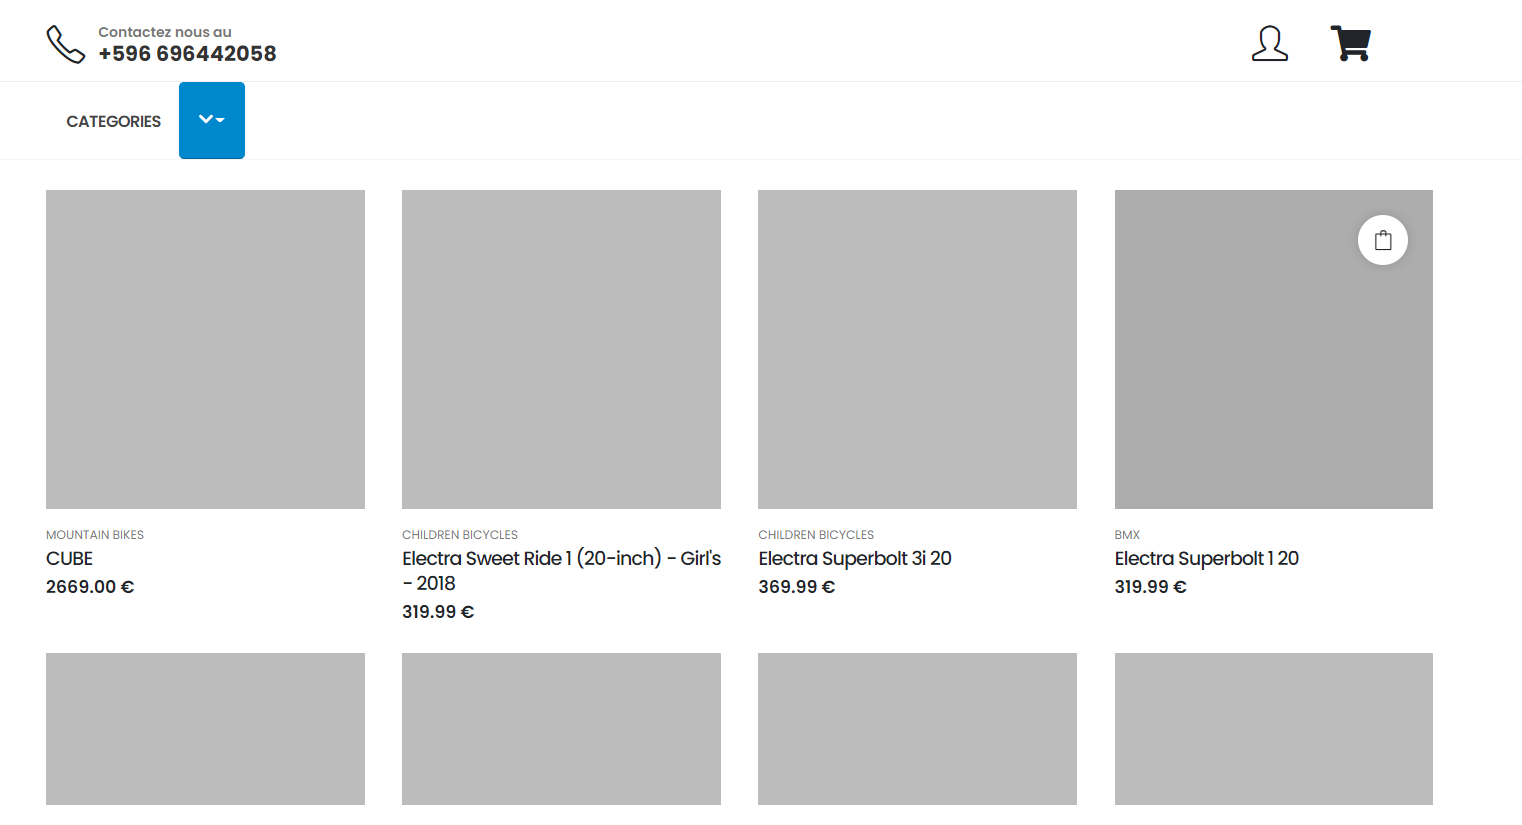 Contactez nous au
+596 696442058
CATEGORIES
MOUNTAIN BIKES
CUBE
2669.00 €
CHILDREN BICYCLES
Electra Sweet Ride 1 (20-inch) - Girl's
- 2018
319.99 €
CHILDREN BICYCLES
Electra Superbolt 3i 20
369.99 €
BMX
Electra Superbolt 1 20
319.99 €